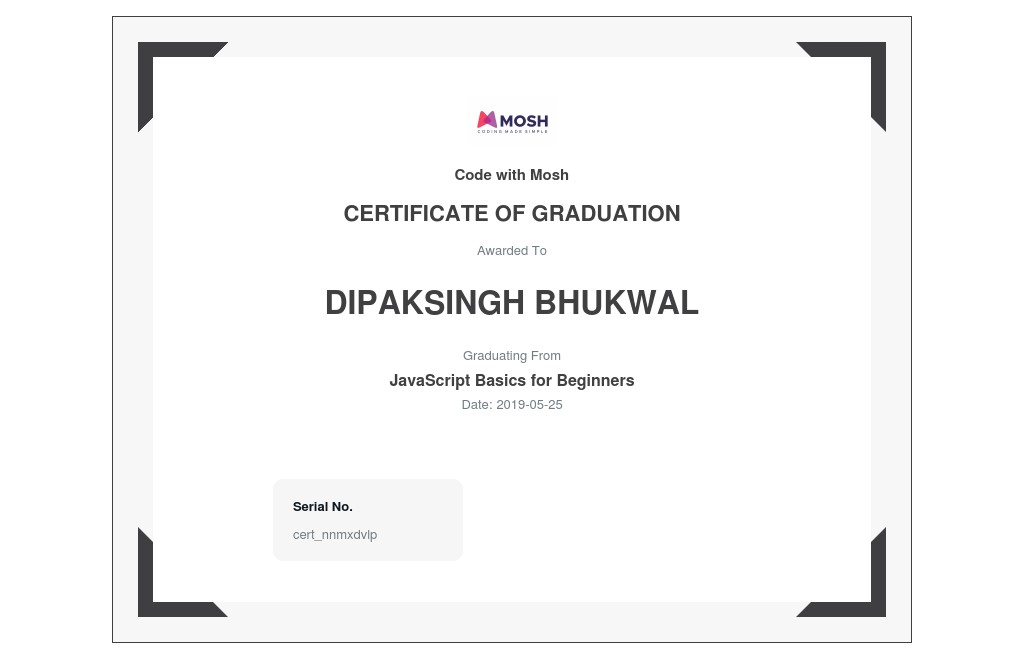 MOSH
CODING MADE SIMPLE
Code with Mosh
CERTIFICATE OF GRADUATION
Awarded To
DIPAKSINGH BHUKWAL
Graduating From
JavaScript Basics for Beginners
Date: 2019-05-25
Serial No.
cert_nnmxdvlp